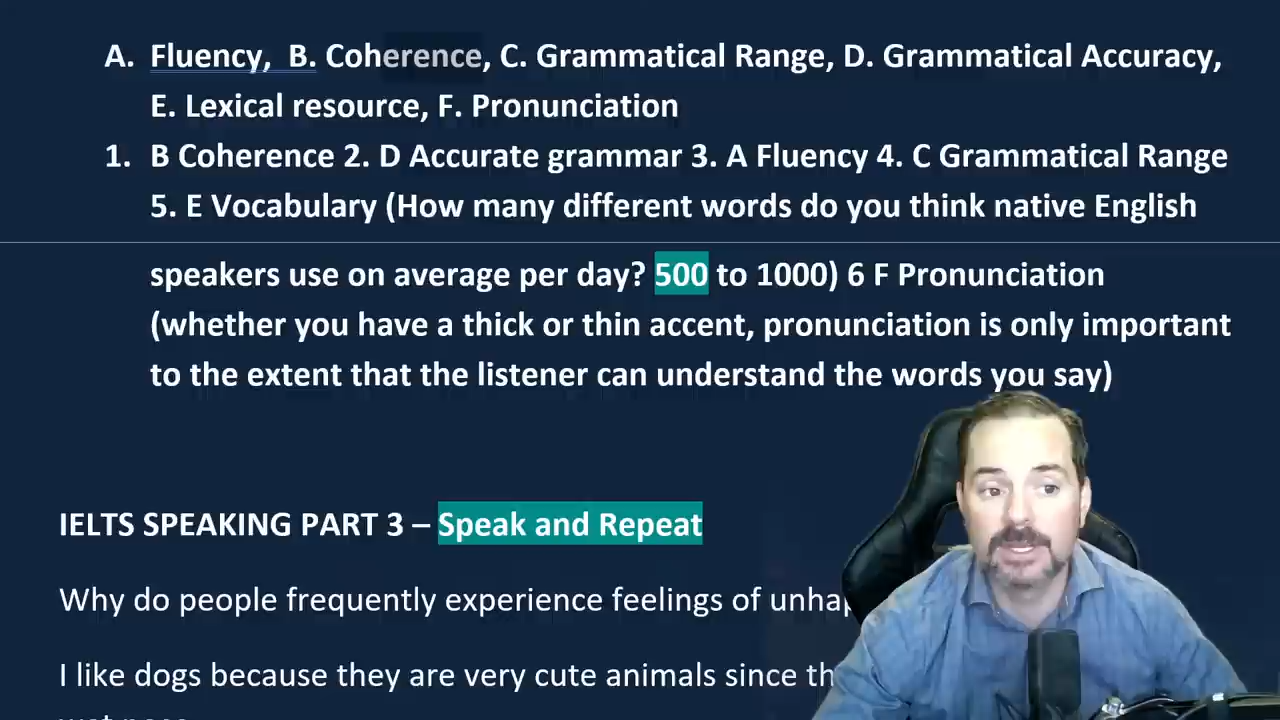 A. Fluency, B. Coherence, C. Grammatical Range, D. Grammatical Accuracy,
E. Lexical resource, F. Pronunciation
1. B Coherence 2. D Accurate grammar 3. A Fluency 4. C Grammatical Range
5. E Vocabulary (How many different words do you think native English
speakers use on average per day? 500 to 1000) 6 F Pronunciation
(whether you have a thick or thin accent, pronunciation is only important
to the extent that the listener can understand the words you say)
IELTS SPEAKING PART 3 – Speak and Repeat
Why do people frequently experience feelings of
I like dogs because they are very cute animals since